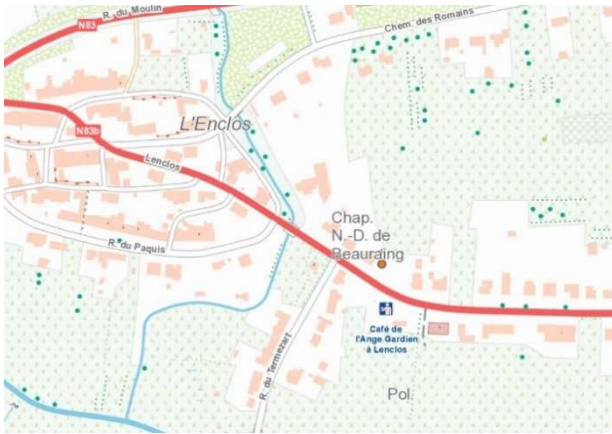 R. du Moulin
N83
Chem. des Romains
L'Enclos
N83b
Lenclos
R. du Paquis
Chap.
N.-D. de
Beauraing
Café de
l'Ange Gardien
à Lenclos
R. du Termezart
Pol.